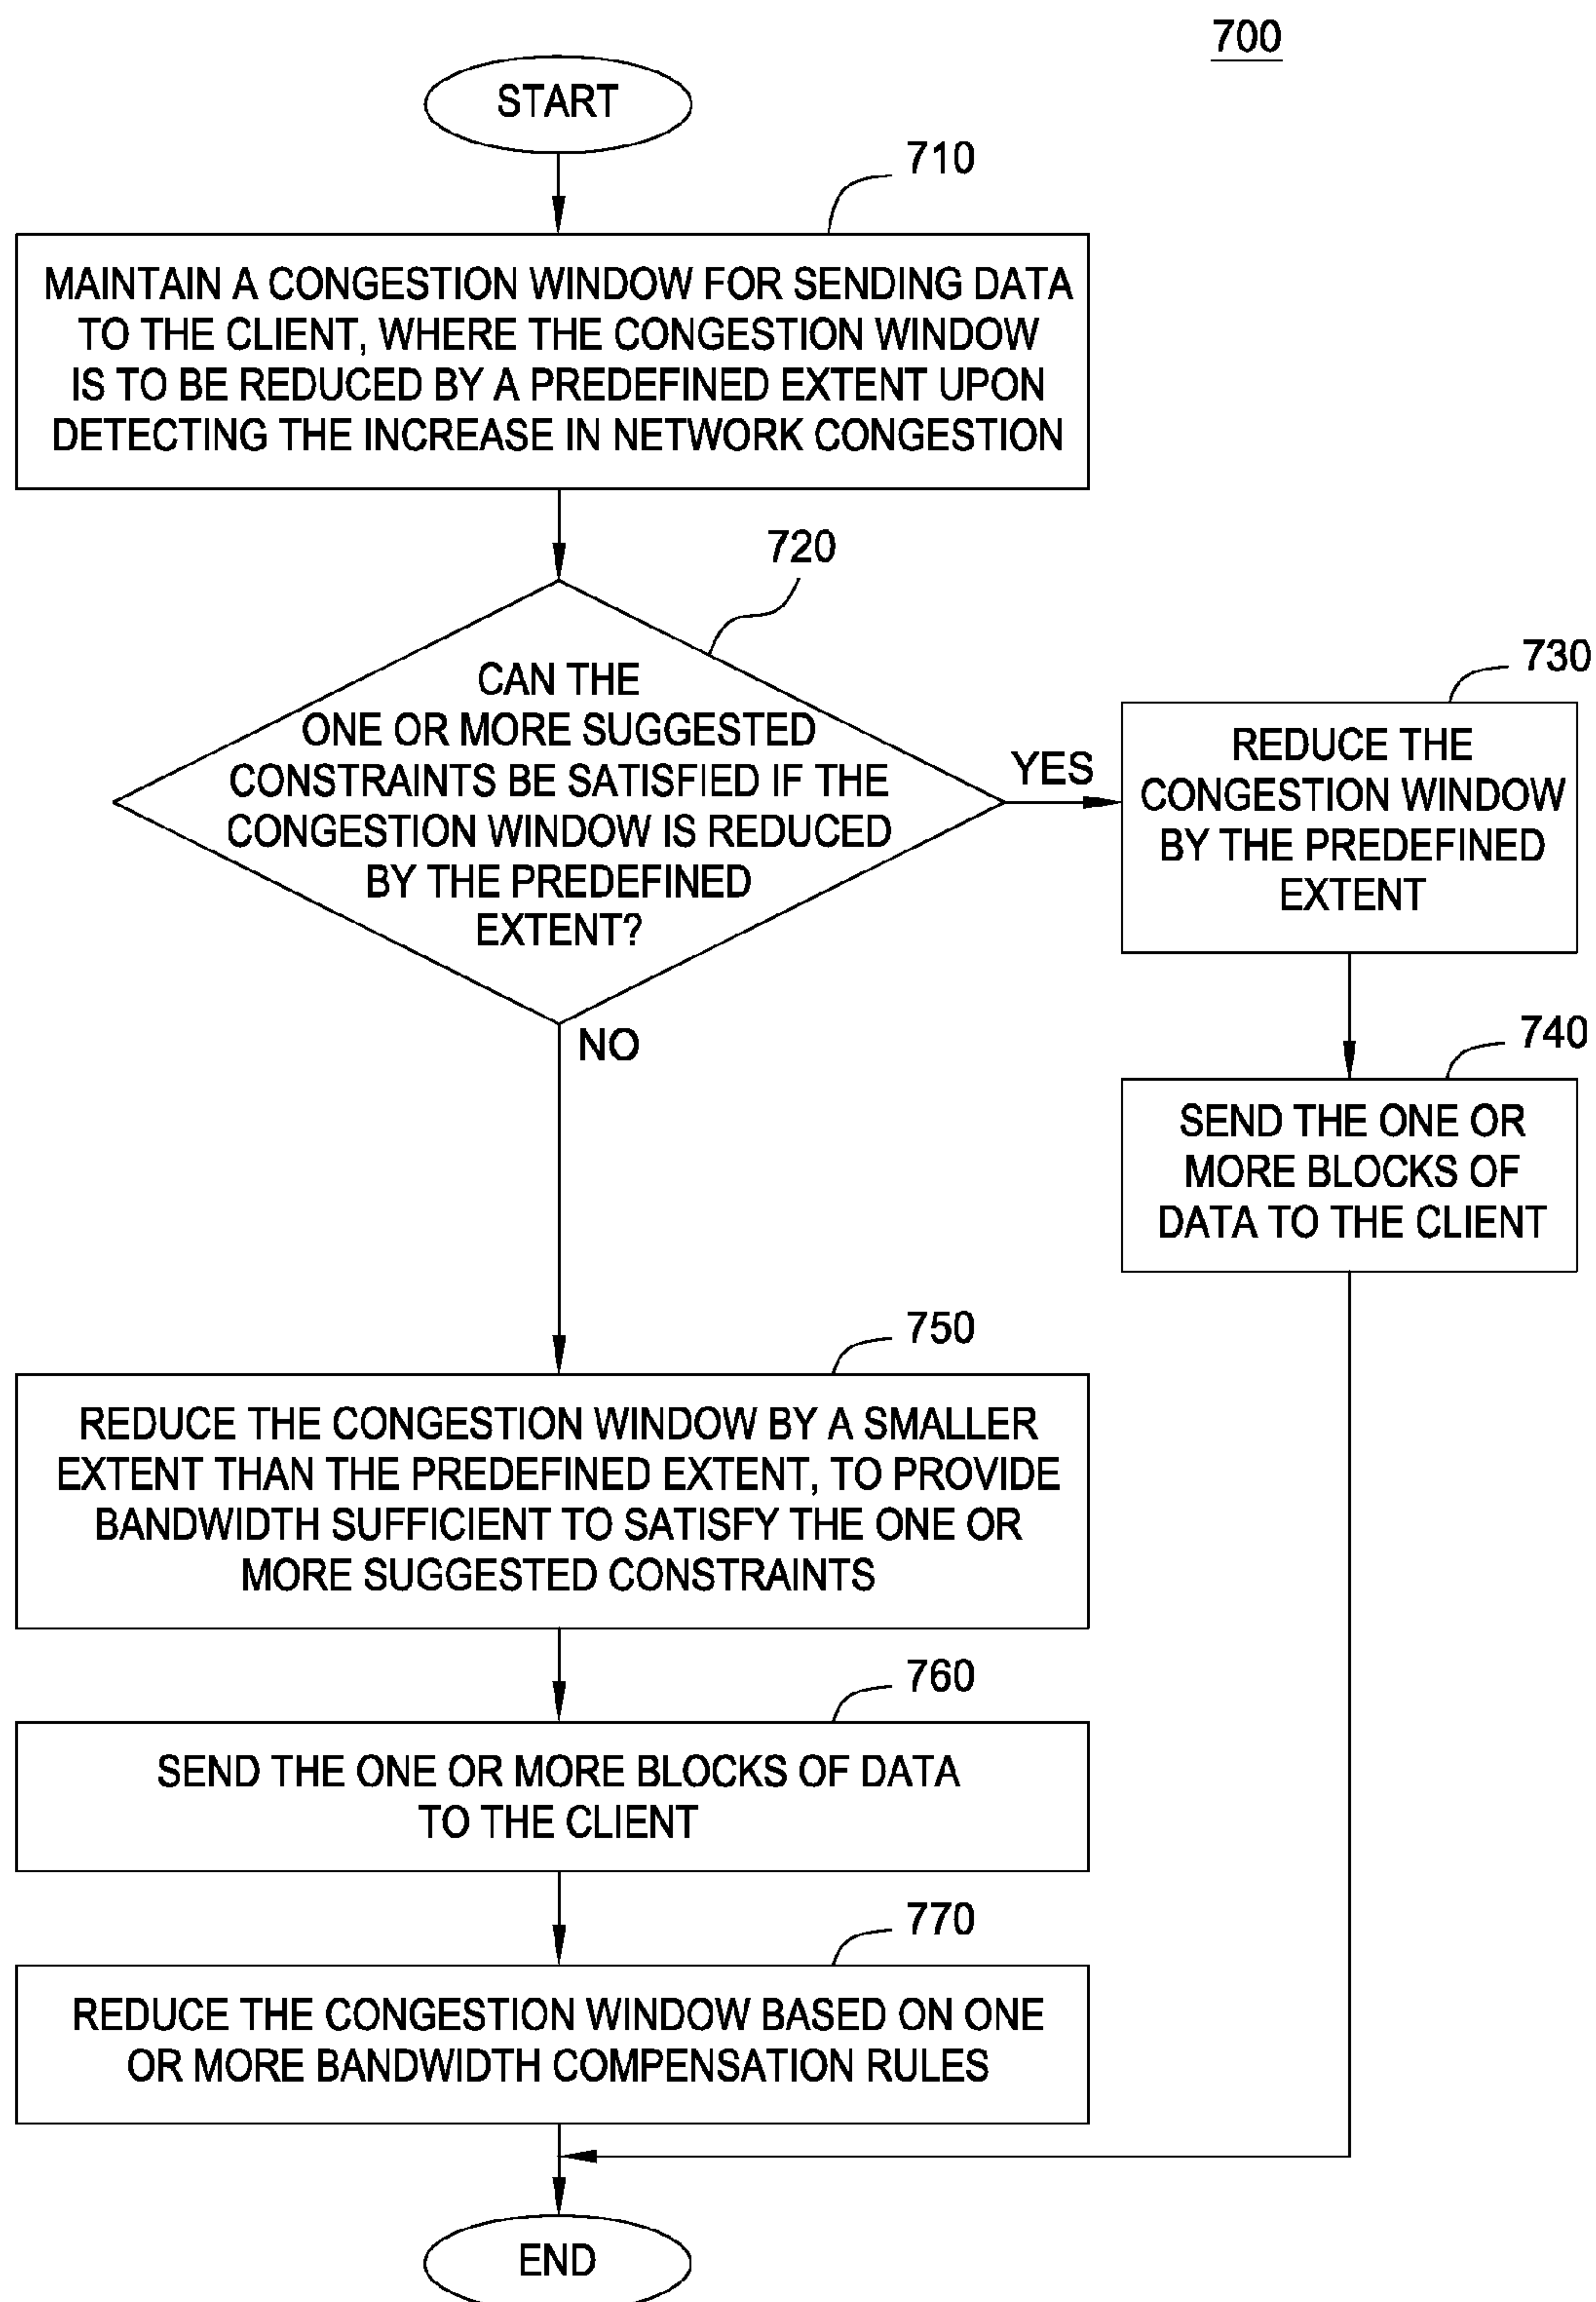 700
START
710
MAINTAIN A CONGESTION WINDOW FOR SENDING DATA
TO THE CLIENT, WHERE THE CONGESTION WINDOW
IS TO BE REDUCED BY A PREDEFINED EXTENT UPON
DETECTING THE INCREASE IN NETWORK CONGESTION
720
CAN THE
ONE OR MORE SUGGESTED
CONSTRAINTS BE SATISFIED IF THE
CONGESTION WINDOW IS REDUCED
BY THE PREDEFINED
EXTENT?
YES
730
REDUCE THE
CONGESTION WINDOW
BY THE PREDEFINED
EXTENT
NO
740
SEND THE ONE OR
MORE BLOCKS OF
DATA TO THE CLIENT
750
REDUCE THE CONGESTION WINDOW BY A SMALLER
EXTENT THAN THE PREDEFINED EXTENT, TO PROVIDE
BANDWIDTH SUFFICIENT TO SATISFY THE ONE OR
MORE SUGGESTED CONSTRAINTS
760
SEND THE ONE OR MORE BLOCKS OF DATA
TO THE CLIENT
770
REDUCE THE CONGESTION WINDOW BASED ON ONE
OR MORE BANDWIDTH COMPENSATION RULES
END